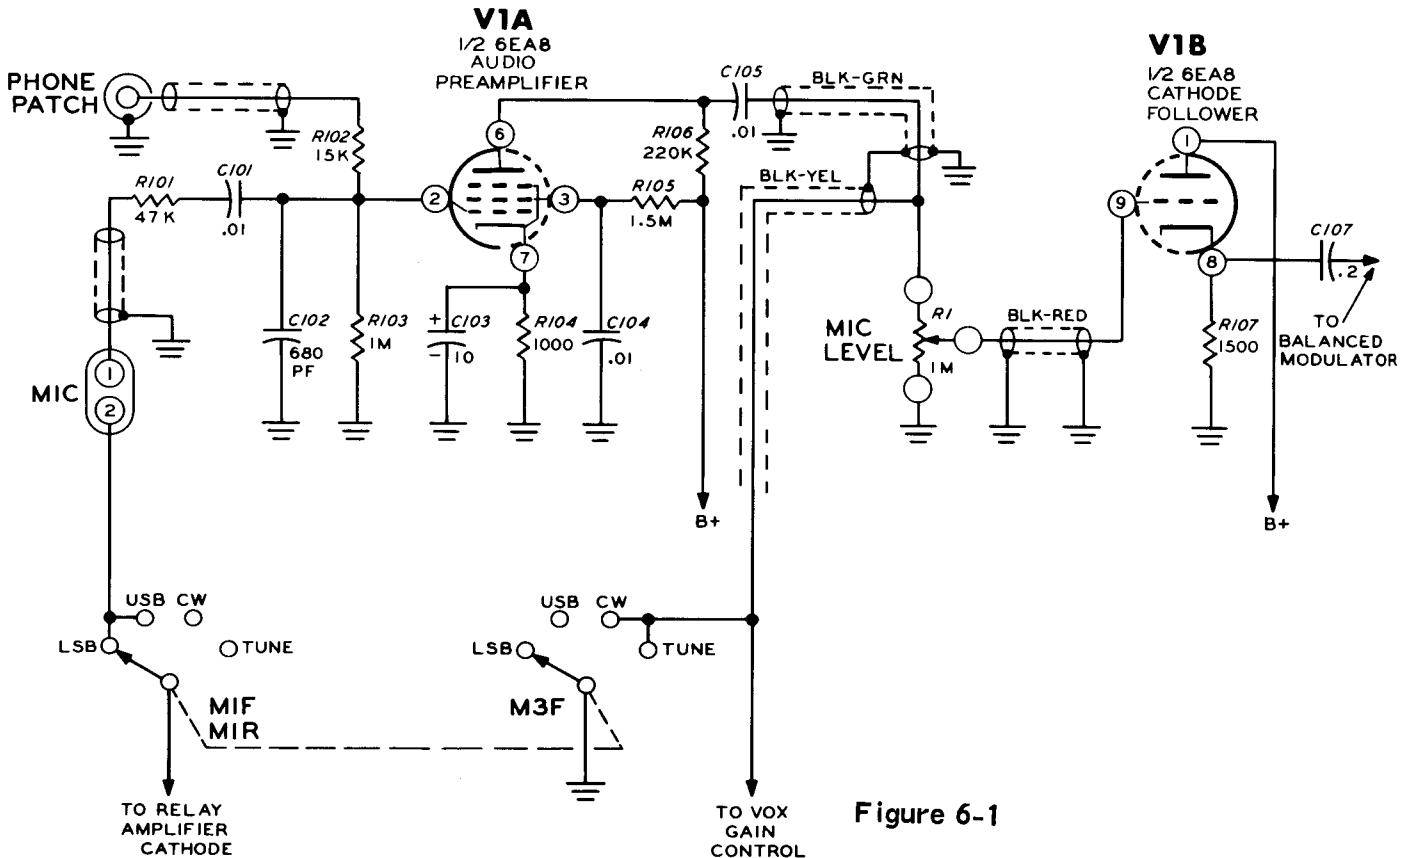 V1A
1/2 6EA8
AUDIO
PREAMPLIFIER
V1B
1/2 6EA8
CATHODE
FOLLOWER
PHONE
PATCH
R102
15K
C105
.01
BLK-GRN
R106
220K
R101
47K
C101
.01
2
6
3
7
R105
1.5M
BLK-YEL
1
9
8
C107
.2
TO
BALANCED
MODULATOR
C102
680
PF
R103
1M
+
C103
-
10
R104
1000
C104
.01
MIC
LEVEL
R1
1M
BLK-RED
R107
1500
MIC
1
2
B+
B+
USB CW
LSB
TUNE
M1F
M1R
USB CW
LSB
TUNE
M3F
TO RELAY
AMPLIFIER
CATHODE
TO VOX
GAIN
CONTROL
Figure 6-1